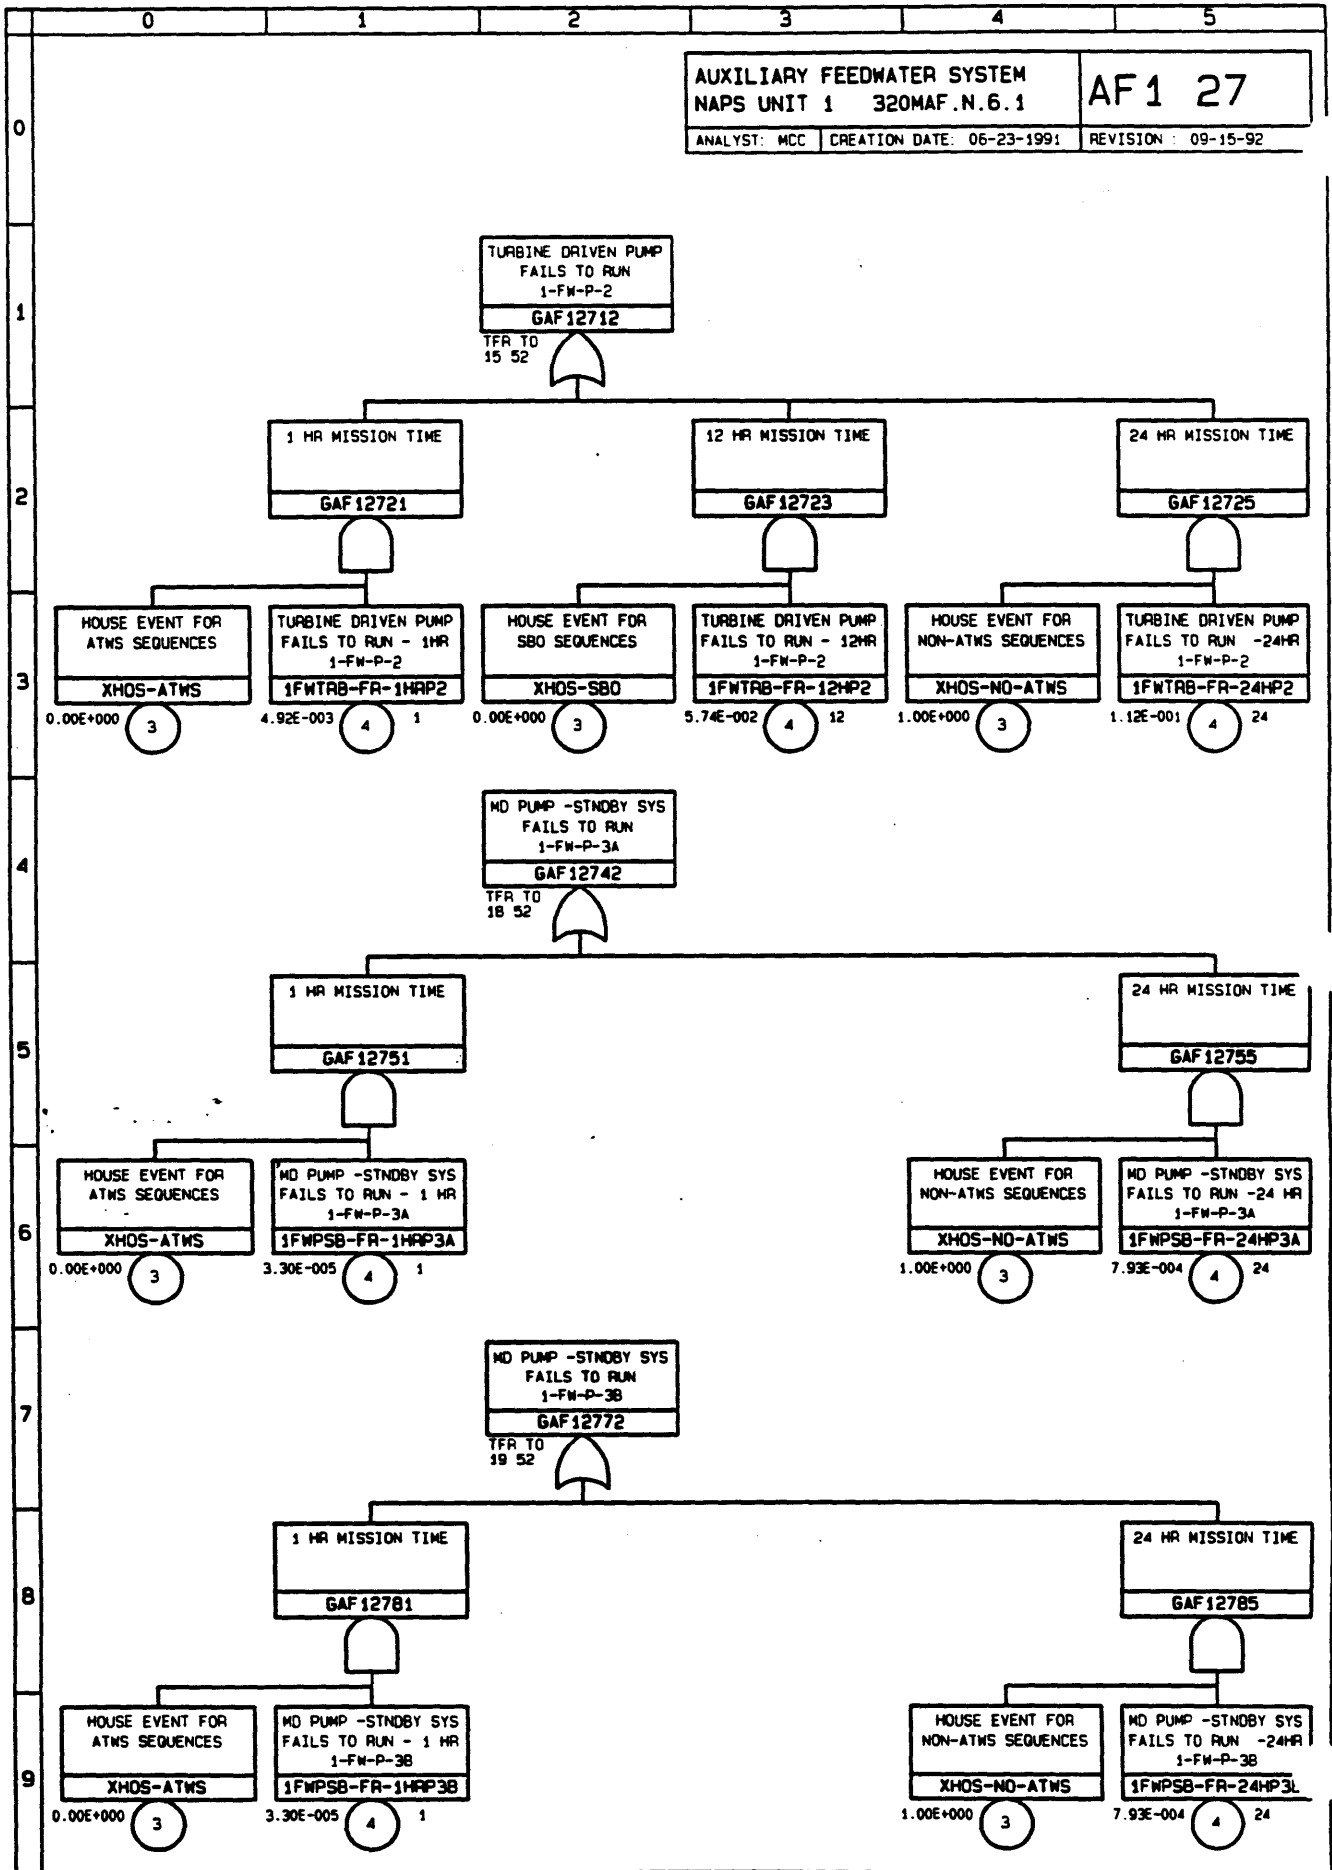 0 1 2 3 4 5
AUXILIARY FEEDWATER SYSTEM
NAPS UNIT 1 320MAF.N.6.1
AF1 27
ANALYST: MCC CREATION DATE: 06-23-1991 REVISION : 09-15-92
0
TURBINE DRIVEN PUMP
FAILS TO RUN
1-FW-P-2
GAF12712
TFR TO
15 52
1
1 HR MISSION TIME
GAF12721
12 HR MISSION TIME
GAF12723
24 HR MISSION TIME
GAF12725
2
HOUSE EVENT FOR
ATWS SEQUENCES
XHOS-ATWS
0.00E+000 3
TURBINE DRIVEN PUMP
FAILS TO RUN - 1HR
1-FW-P-2
1FWTRB-FR-1HRP2
4.92E-003 4 1
HOUSE EVENT FOR
SBO SEQUENCES
XHOS-SBO
0.00E+000 3
TURBINE DRIVEN PUMP
FAILS TO RUN - 12HR
1-FW-P-2
1FWTRB-FR-12HP2
5.74E-002 4 12
HOUSE EVENT FOR
NON-ATWS SEQUENCES
XHOS-NO-ATWS
1.00E+000 3
TURBINE DRIVEN PUMP
FAILS TO RUN -24HR
1-FW-P-2
1FWTRB-FR-24HP2
1.12E-001 4 24
3
MD PUMP -STNDBY SYS
FAILS TO RUN
1-FW-P-3A
GAF12742
TFR TO
18 52
4
1 HR MISSION TIME
GAF12751
24 HR MISSION TIME
GAF12755
5
HOUSE EVENT FOR
ATWS SEQUENCES
XHOS-ATWS
0.00E+000 3
MD PUMP -STNDBY SYS
FAILS TO RUN - 1 HR
1-FW-P-3A
1FWPSB-FR-1HRP3A
3.30E-005 4 1
HOUSE EVENT FOR
NON-ATWS SEQUENCES
XHOS-NO-ATWS
1.00E+000 3
MD PUMP -STNDBY SYS
FAILS TO RUN -24 HR
1-FW-P-3A
1FWPSB-FR-24HP3A
7.93E-004 4 24
6
MD PUMP -STNDBY SYS
FAILS TO RUN
1-FW-P-3B
GAF12772
TFR TO
19 52
7
1 HR MISSION TIME
GAF12781
24 HR MISSION TIME
GAF12785
8
HOUSE EVENT FOR
ATWS SEQUENCES
XHOS-ATWS
0.00E+000 3
MD PUMP -STNDBY SYS
FAILS TO RUN - 1 HR
1-FW-P-3B
1FWPSB-FR-1HRP3B
3.30E-005 4 1
HOUSE EVENT FOR
NON-ATWS SEQUENCES
XHOS-NO-ATWS
1.00E+000 3
MD PUMP -STNDBY SYS
FAILS TO RUN -24HR
1-FW-P-3B
7.93E-004 4 24
9